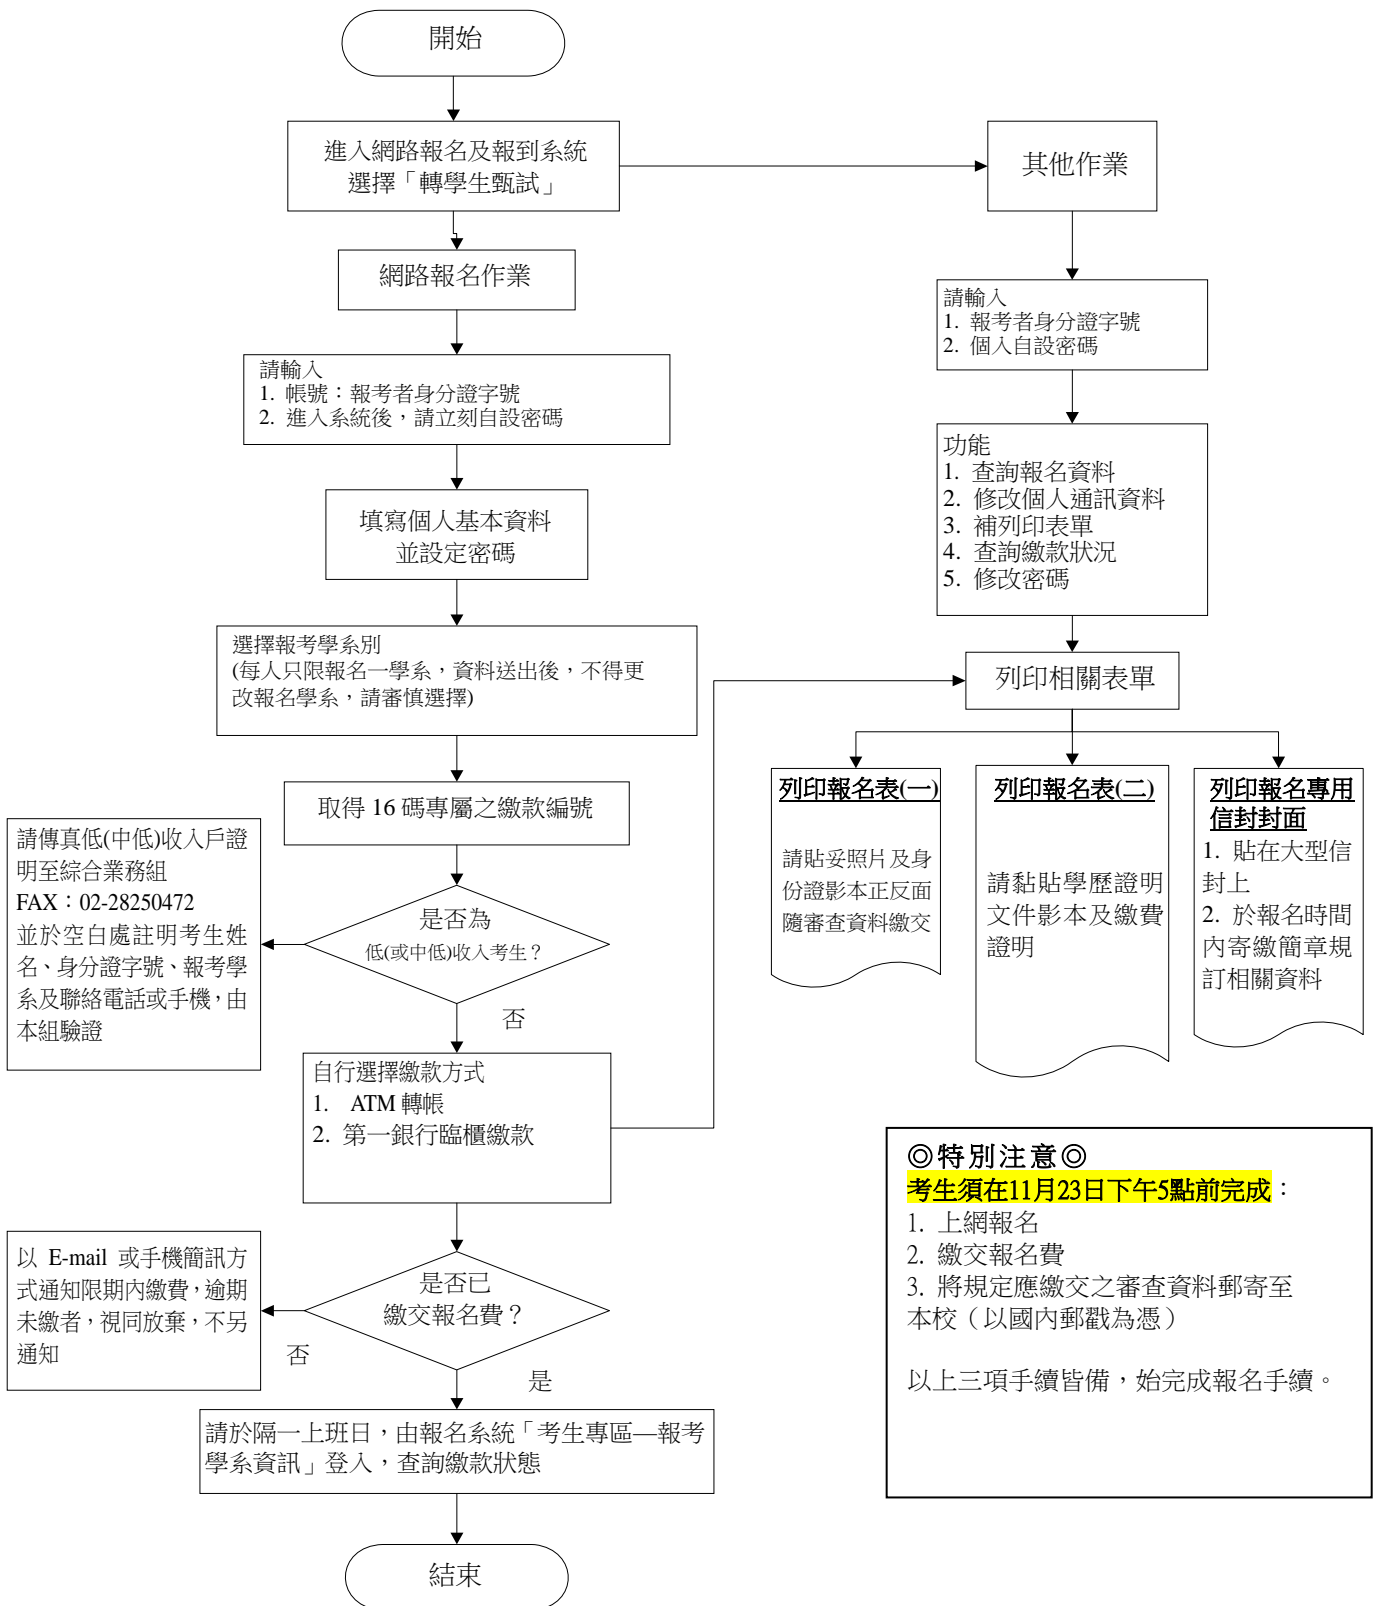 開始
進入網路報名及報到系統
選擇「轉學生甄試」
其他作業
網路報名作業
請輸入
1. 報考者身分證字號
2. 個人自設密碼
請輸入
1. 帳號：報考者身分證字號
2. 進入系統後，請立刻自設密碼
功能
1. 查詢報名資料
2. 修改個人通訊資料
3. 補列印表單
4. 查詢繳款狀況
5. 修改密碼
填寫個人基本資料
並設定密碼
選擇報考學系別
(每人只限報名一學系，資料送出後，不得更
改報名學系，請審慎選擇)
列印相關表單
取得 16 碼專屬之繳款編號
列印報名表(一)
請貼妥照片及身
份證影本正反面
隨審查資料繳交
列印報名表(二)
請黏貼學歷證明
文件影本及繳費
證明
列印報名專用
信封封面
1. 貼在大型信
封上
2. 於報名時間
內寄繳簡章規
訂相關資料
請傳真低(中低)收入戶證
明至綜合業務組
FAX：02-28250472
並於空白處註明考生姓
名、身分證字號、報考學
系及聯絡電話或手機，由
本組驗證
是否為
低(或中低)收入考生？
否
自行選擇繳款方式
1. ATM 轉帳
2. 第一銀行臨櫃繳款
◎特別注意◎
考生須在11月23日下午5點前完成：
1. 上網報名
2. 繳交報名費
3. 將規定應繳交之審查資料郵寄至
本校（以國內郵戳為憑）
以上三項手續皆備，始完成報名手續。
以 E-mail 或手機簡訊方
式通知限期內繳費，逾期
未繳者，視同放棄，不另
通知
是否已
繳交報名費？
否
是
請於隔一上班日，由報名系統「考生專區—報考
學系資訊」登入，查詢繳款狀態
結束